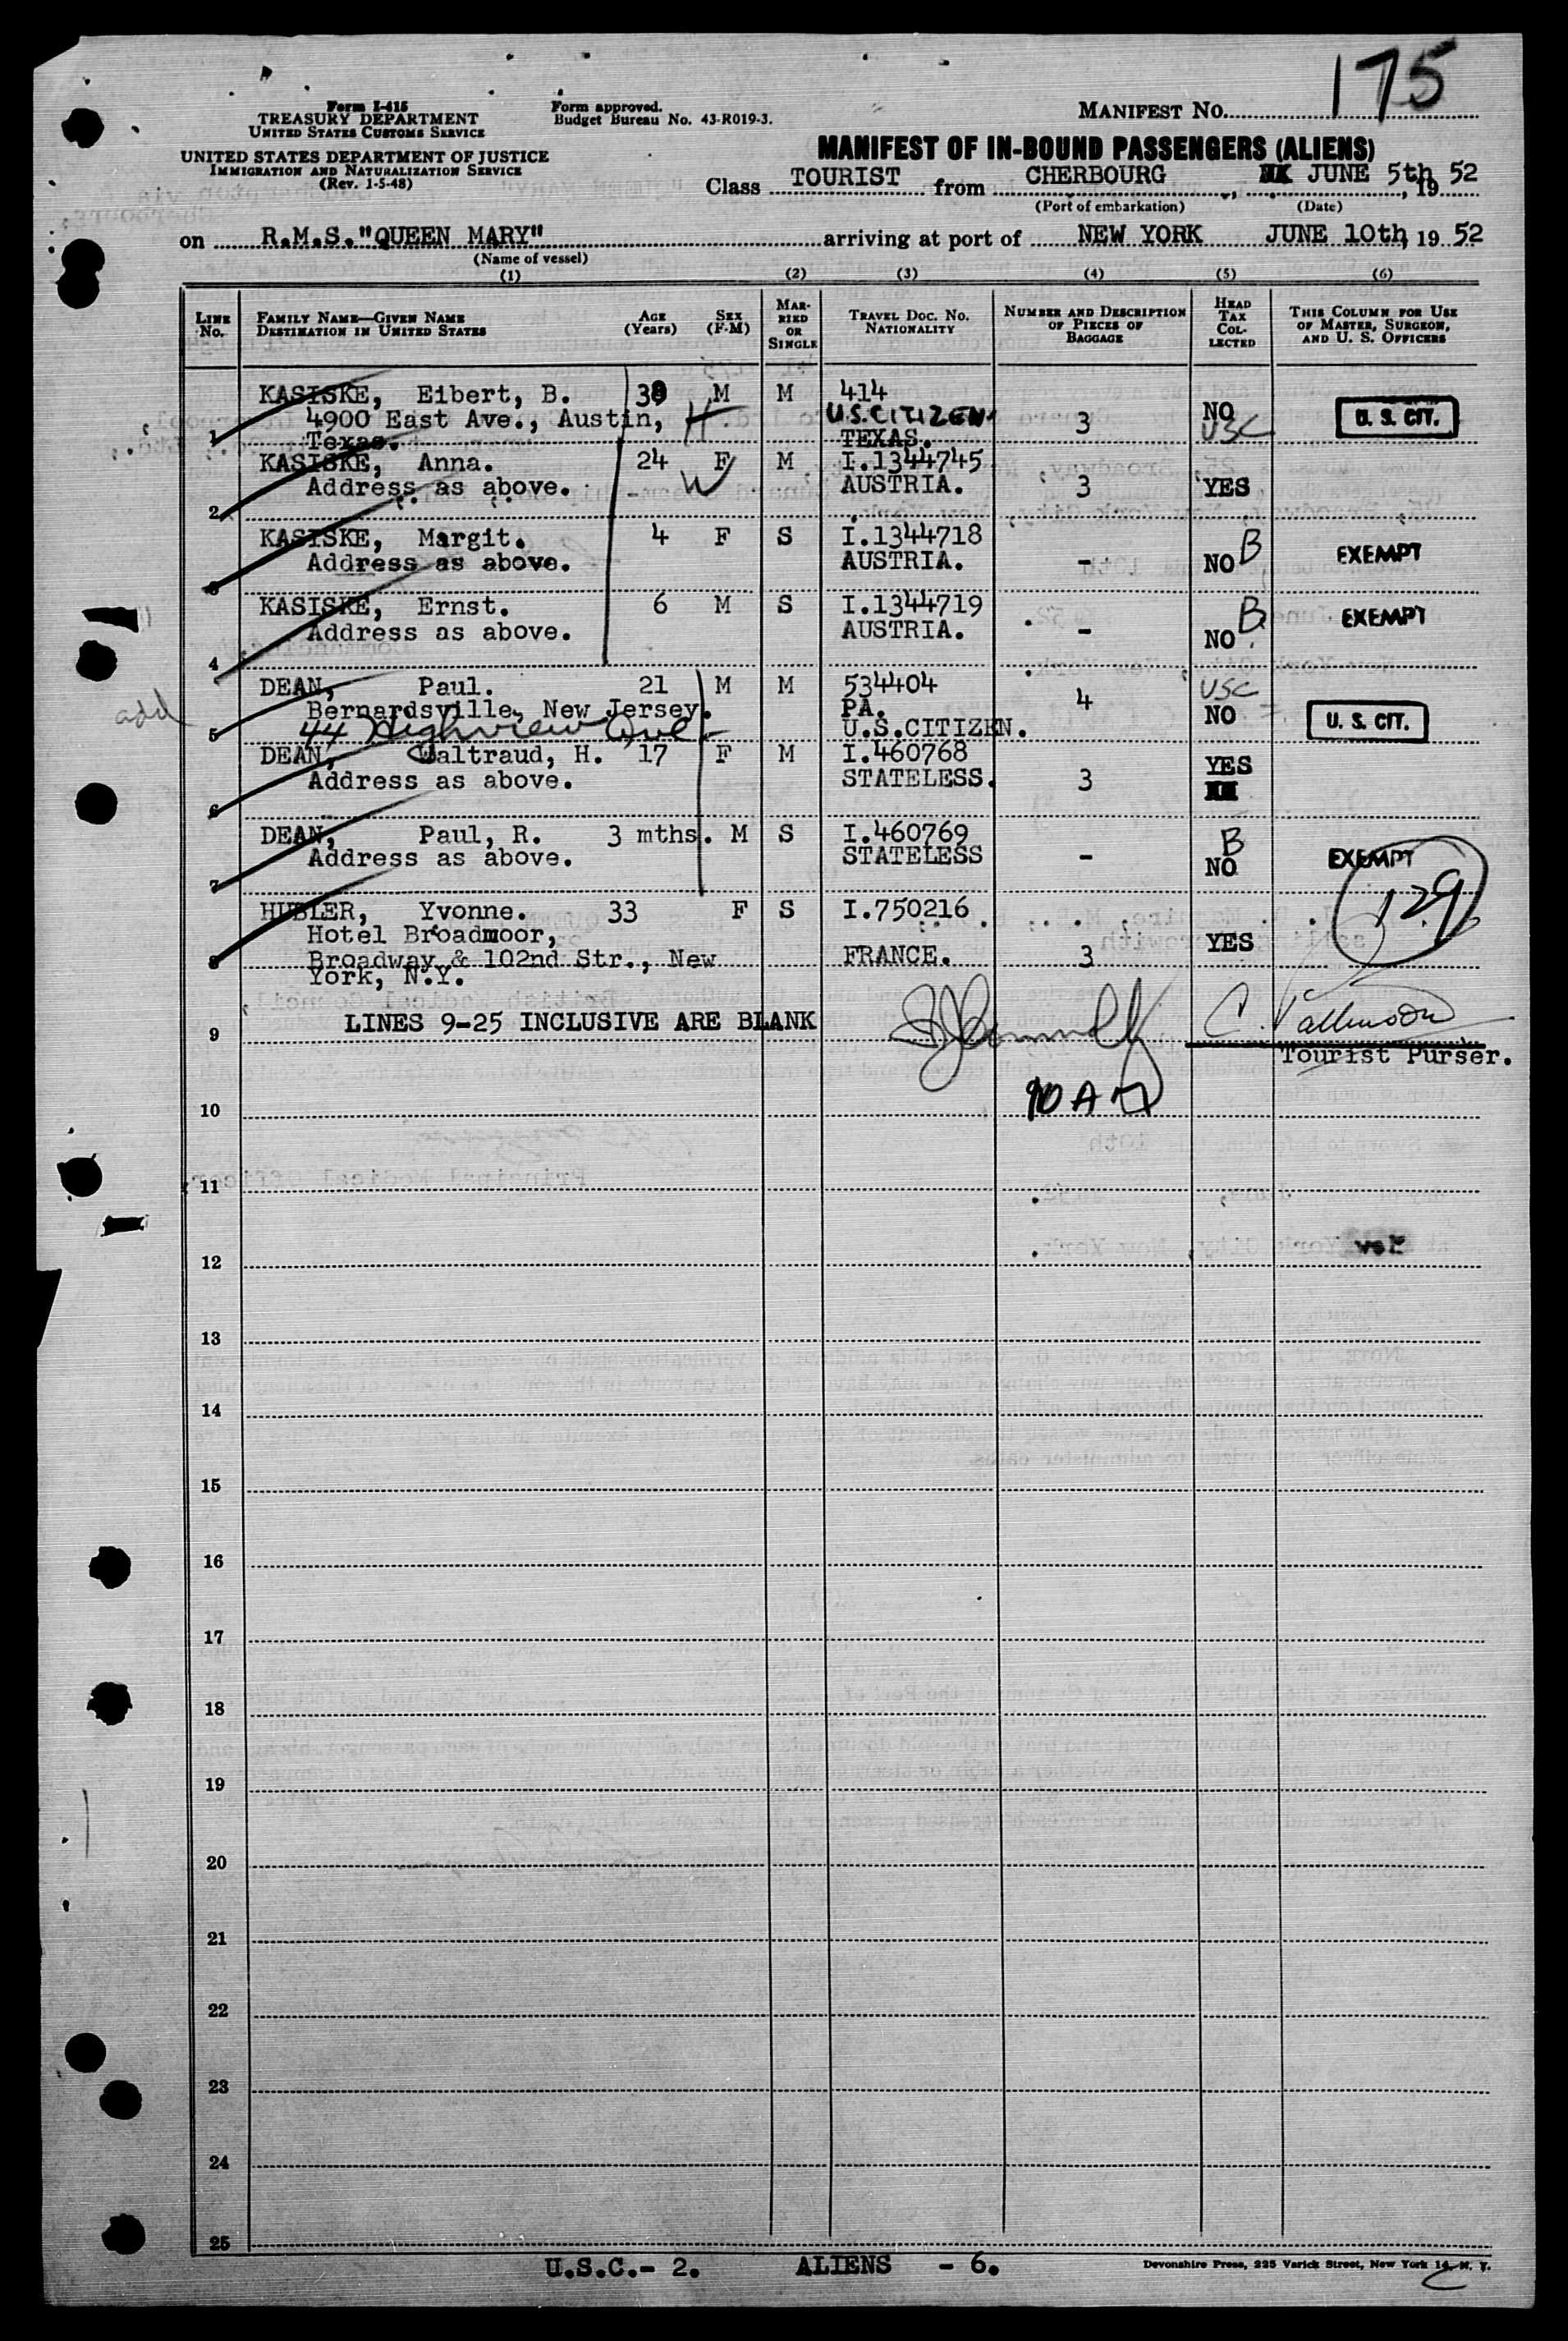 175
Form I-415
TREASURY DEPARTMENT
UNITED STATES CUSTOMS SERVICE
Form approved.
Budget Bureau No. 43-R019-3.
MANIFEST NO.
UNITED STATES DEPARTMENT OF JUSTICE
IMMIGRATION AND NATURALIZATION SERVICE
(Rev. 1-5-48)
MANIFEST OF IN-BOUND PASSENGERS (ALIENS)
Class TOURIST from CHERBOURG, JUNE 5th, 19 52
(Port of embarkation) (Date)
on R.M.S."QUEEN MARY" arriving at port of NEW YORK JUNE 10th, 19 52
(Name of vessel)
(1) (2) (3) (4) (5) (6)
LINE No. FAMILY NAME—GIVEN NAME DESTINATION IN UNITED STATES AGE (Years) SEX (F-M) MARRIED OR SINGLE TRAVEL DOC. NO. NATIONALITY NUMBER AND DESCRIPTION OF PIECES OF BAGGAGE HEAD TAX COLLECTED THIS COLUMN FOR USE OF MASTER, SURGEON, AND U. S. OFFICERS
KASISKE, Eibert, B. 39 M M 414
4900 East Ave., Austin, H U.S. CITIZEN 3 NO U. S. CIT.
1 Texas. TEXAS. USC
KASISKE, Anna. 24 F M I.1344745
Address as above. W AUSTRIA. 3 YES
2
KASISKE, Margit. 4 F S I.1344718 B EXEMPT
Address as above. AUSTRIA. - NO
3
KASISKE, Ernst. 6 M S I.1344719 B EXEMPT
Address as above. AUSTRIA. - NO
4
DEAN, Paul. 21 M M 534404 USC
add Bernardsville, New Jersey. PA. 4 NO U. S. CIT.
5 44 Highview Ave. U.S.CITIZEN.
DEAN, Waltraud, H. 17 F M I.460768 YES
Address as above. STATELESS. 3
6
DEAN, Paul, R. 3 mths. M S I.460769 B
Address as above. STATELESS - NO EXEMPT
7
HUBLER, Yvonne. 33 F S I.750216 129
Hotel Broadmoor, YES
8 Broadway & 102nd Str., New FRANCE. 3
York, N.Y.
9 LINES 9-25 INCLUSIVE ARE BLANK
Tourist Purser.
10
11
12
13
14
15
16
17
18
19
20
21
22
23
24
25
U.S.C.- 2. ALIENS - 6.
Devonshire Press, 225 Varick Street, New York 14, N. Y.